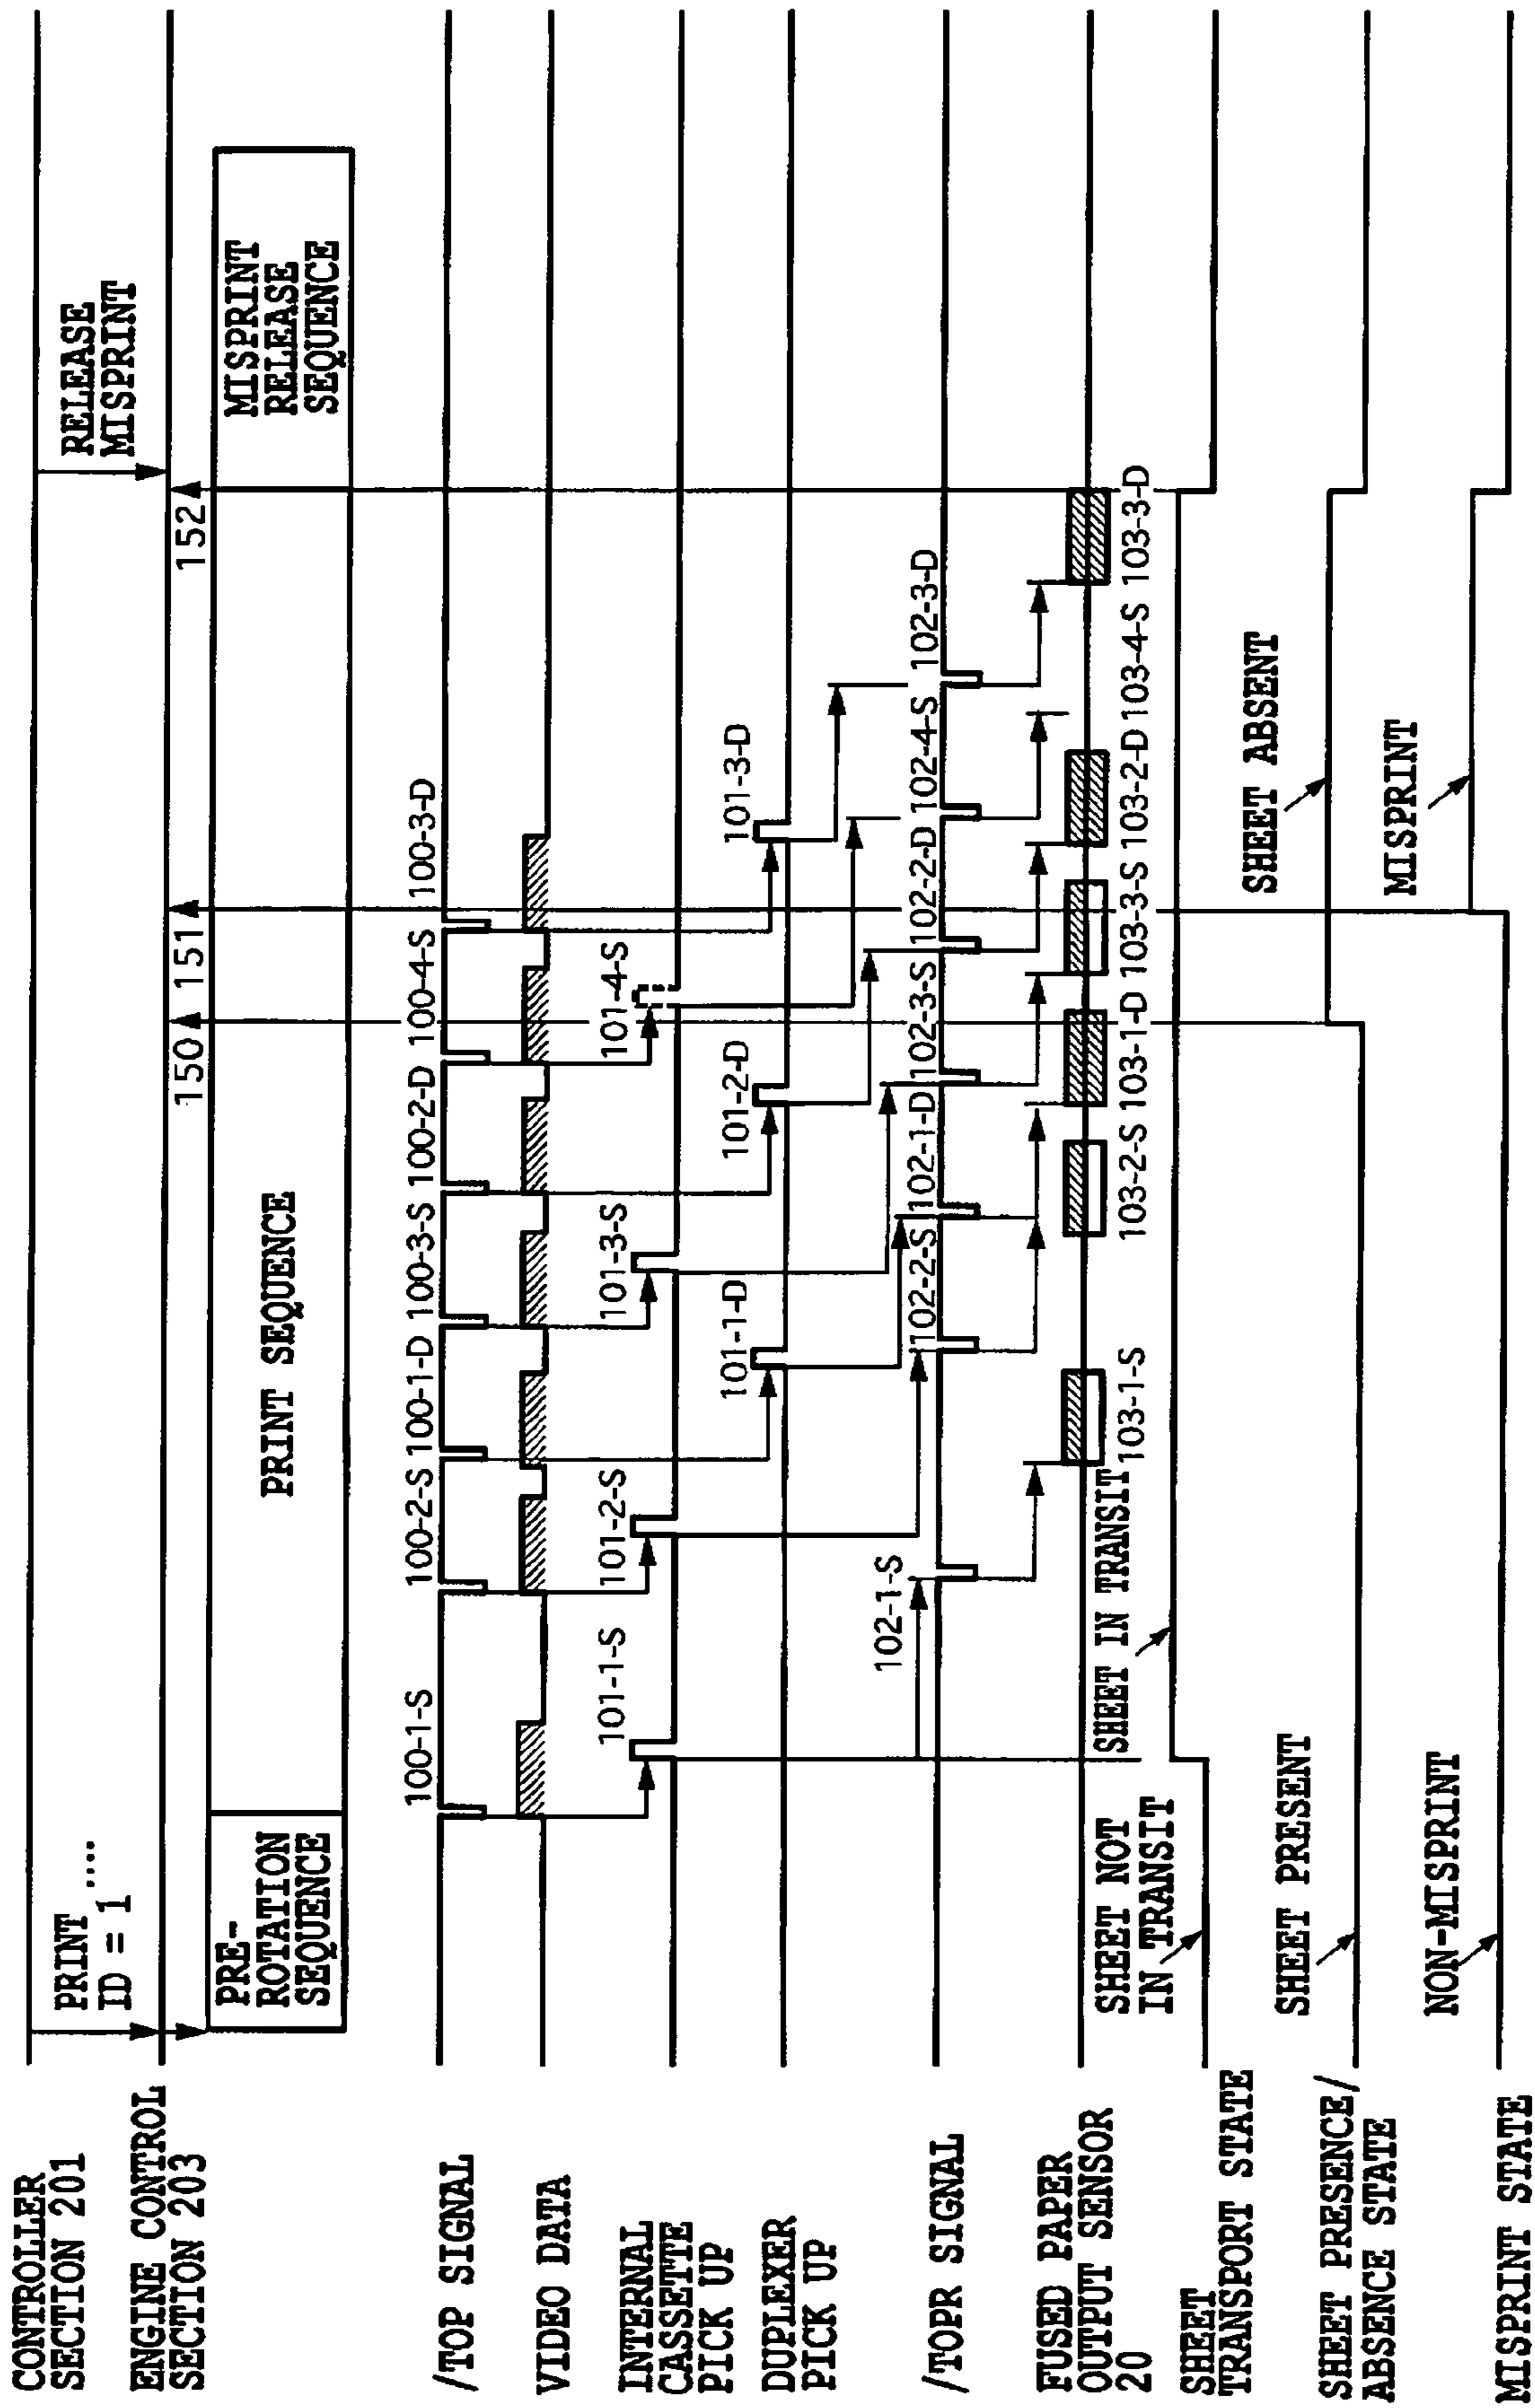 CONTROLLER
SECTION 201
PRINT
ID = 1 ....
RELEASE
MISPRINT
ENGINE CONTROL
SECTION 203
150
151
152
PRE-
ROTATION
SEQUENCE
PRINT SEQUENCE
MISPRINT
RELEASE
SEQUENCE
/TOP SIGNAL
100-1-S
100-2-S
100-1-D
100-3-S
100-2-D
100-4-S
100-3-D
VIDEO DATA
INTERNAL
CASSETTE
PICK UP
101-1-S
101-2-S
101-3-S
101-4-S
DUPLEXER
PICK UP
101-1-D
101-2-D
101-3-D
/TOPR SIGNAL
102-1-S
102-2-S
102-1-D
102-3-S
102-2-D
102-4-S
102-3-D
FUSED PAPER
OUTPUT SENSOR
20
103-1-S
103-2-S
103-1-D
103-3-S
103-2-D
103-4-S
103-3-D
SHEET
TRANSPORT STATE
SHEET NOT
IN TRANSIT
SHEET IN TRANSIT
SHEET PRESENCE/
ABSENCE STATE
SHEET PRESENT
SHEET ABSENT
MISPRINT STATE
NON-MISPRINT
MISPRINT